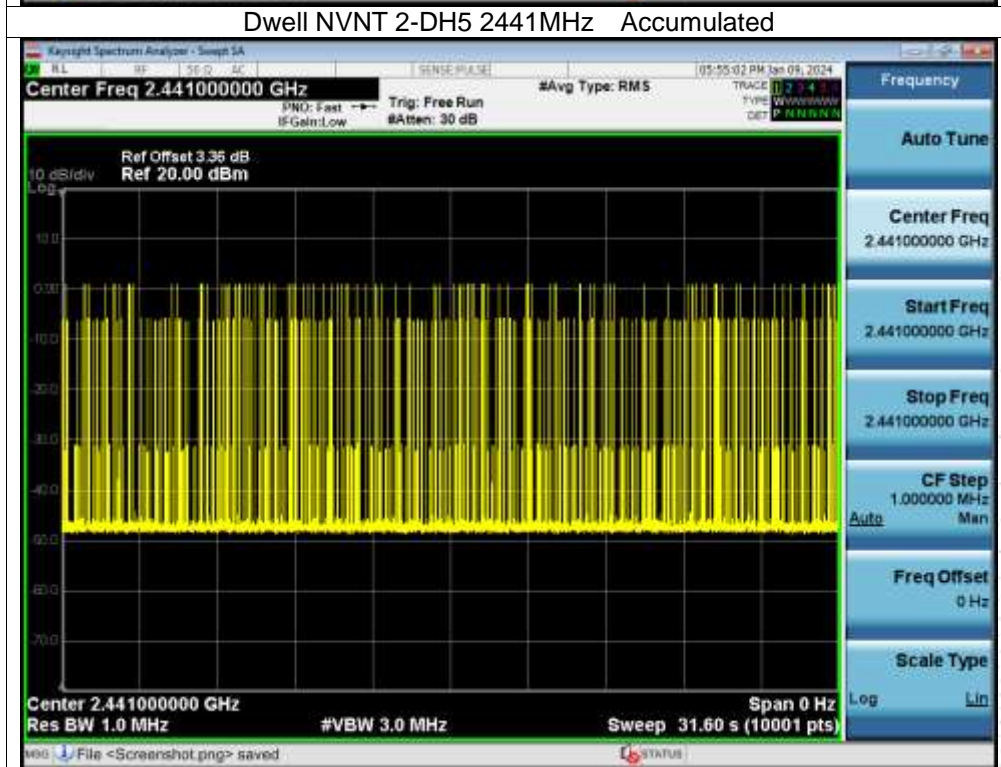 Dwell NVNT 2-DH5 2441MHz Accumulated
Keysight Spectrum Analyzer - Swept SA
RL RF 50 Ω AC SENSE:PULSE 05:55:02 PM Jan 09, 2024
Center Freq 2.441000000 GHz #Avg Type: RMS TRACE 1 2 3 4 5 6
PNO: Fast Trig: Free Run TYPE WWWWWW
IFGain:Low #Atten: 30 dB DET P NNNNN
Frequency
Auto Tune
Ref Offset 3.36 dB
10 dB/div Ref 20.00 dBm
Log
10.0
0.00
-10.0
-20.0
-30.0
-40.0
-50.0
-60.0
-70.0
Center Freq
2.441000000 GHz
Start Freq
2.441000000 GHz
Stop Freq
2.441000000 GHz
CF Step
1.000000 MHz
Auto Man
Freq Offset
0 Hz
Scale Type
Log Lin
Center 2.441000000 GHz Span 0 Hz
Res BW 1.0 MHz #VBW 3.0 MHz Sweep 31.60 s (10001 pts)
MSG File <Screenshot.png> saved STATUS